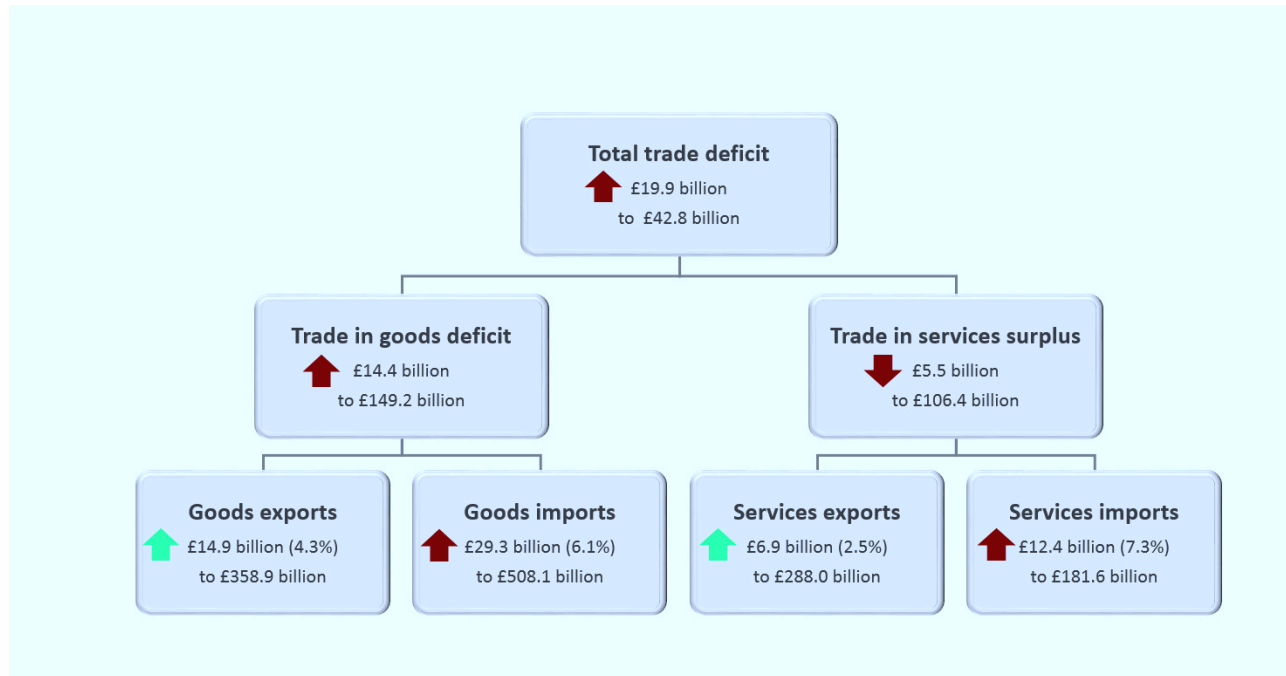 Total trade deficit
£19.9 billion
to £42.8 billion
Trade in goods deficit
£14.4 billion
to £149.2 billion
Trade in services surplus
£5.5 billion
to £106.4 billion
Goods exports
£14.9 billion (4.3%)
to £358.9 billion
Goods imports
£29.3 billion (6.1%)
to £508.1 billion
Services exports
£6.9 billion (2.5%)
to £288.0 billion
Services imports
£12.4 billion (7.3%)
to £181.6 billion